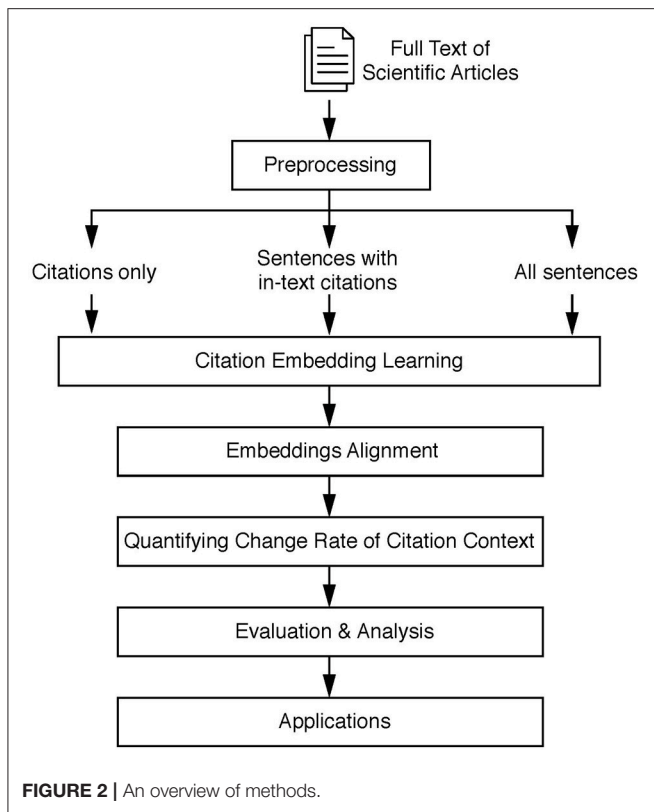 Full Text of
Scientific Articles
Preprocessing
Citations only
Sentences with
in-text citations
All sentences
Citation Embedding Learning
Embeddings Alignment
Quantifying Change Rate of Citation Context
Evaluation & Analysis
Applications
FIGURE 2 | An overview of methods.